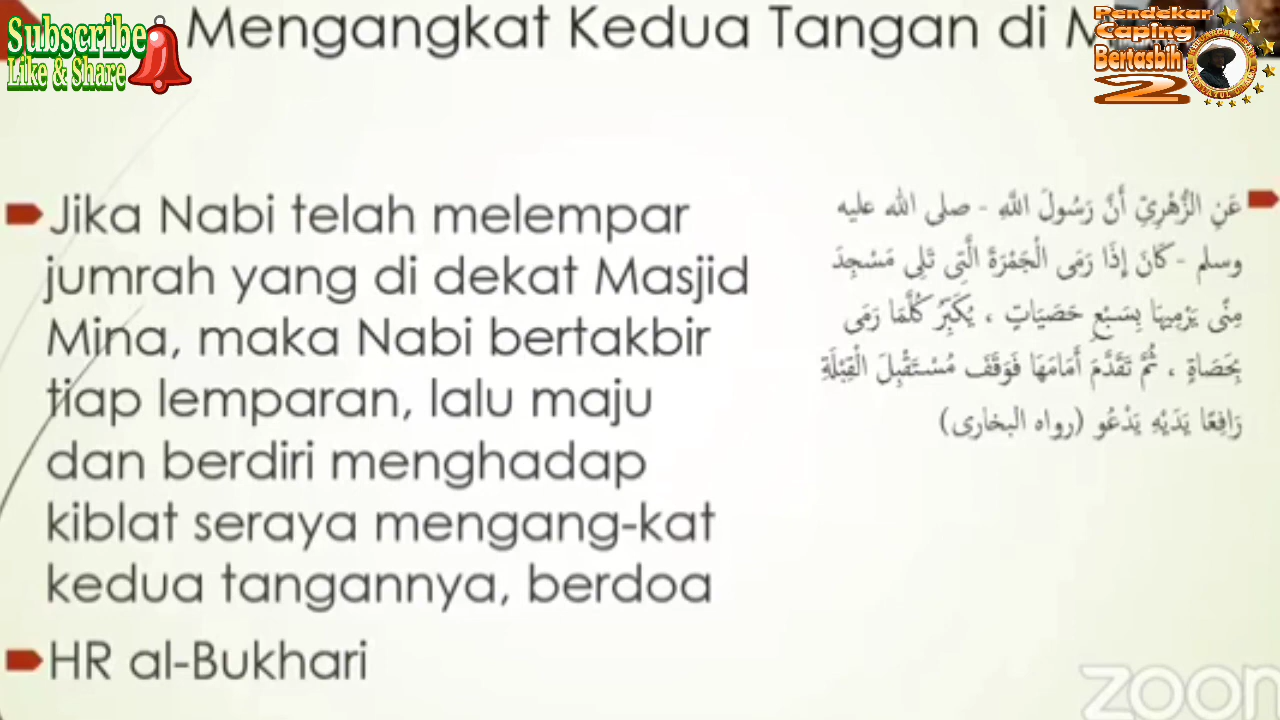 Subscribe
Like & Share
Mengangkat Kedua Tangan di M
Pendekar
Caping
Bertasbih
2
Jika Nabi telah melempar
jumrah yang di dekat Masjid
Mina, maka Nabi bertakbir
tiap lemparan, lalu maju
dan berdiri menghadap
kiblat seraya mengang-kat
kedua tangannya, berdoa
HR al-Bukhari
عَنِ الزُّهْرِيِّ أَنَّ رَسُولَ اللَّهِ - صلى الله عليه
وسلم - كَانَ إِذَا رَمَى الْجَمْرَةَ الَّتِى تَلِى مَسْجِدَ
مِنًى يَرْمِيهَا بِسَبْعِ حَصَيَاتٍ ، يُكَبِّرُ كُلَّمَا رَمَى
بِحَصَاةٍ ، ثُمَّ تَقَدَّمَ أَمَامَهَا فَوَقَفَ مُسْتَقْبِلَ الْقِبْلَةِ
رَافِعًا يَدَيْهِ يَدْعُو (رواه البخارى)
zoom